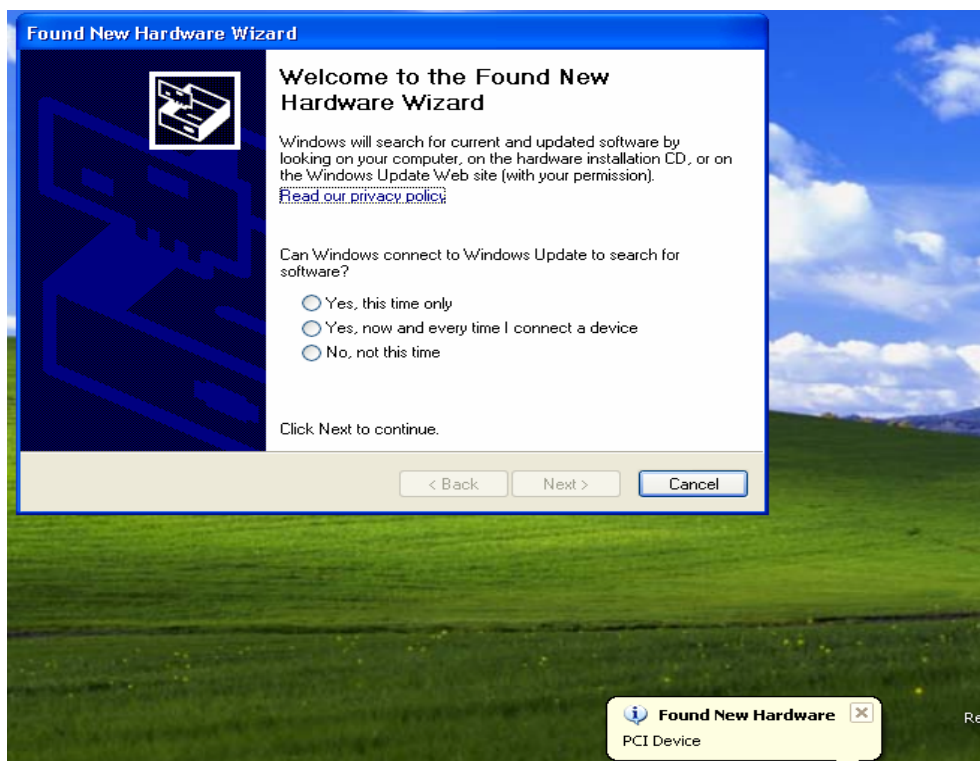 Found New Hardware Wizard
Welcome to the Found New
Hardware Wizard
Windows will search for current and updated software by
looking on your computer, on the hardware installation CD, or on
the Windows Update Web site (with your permission).
Read our privacy policy
Can Windows connect to Windows Update to search for
software?
Yes, this time only
Yes, now and every time I connect a device
No, not this time
Click Next to continue.
< Back
Next >
Cancel
Found New Hardware
PCI Device